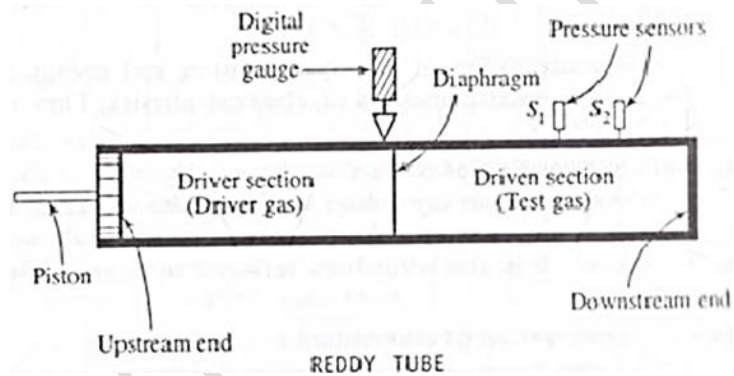 Digital
pressure
gauge
Pressure sensors
Diaphragm
S1
S2
Driver section
(Driver gas)
Driven section
(Test gas)
Piston
Upstream end
Downstream end
REDDY TUBE